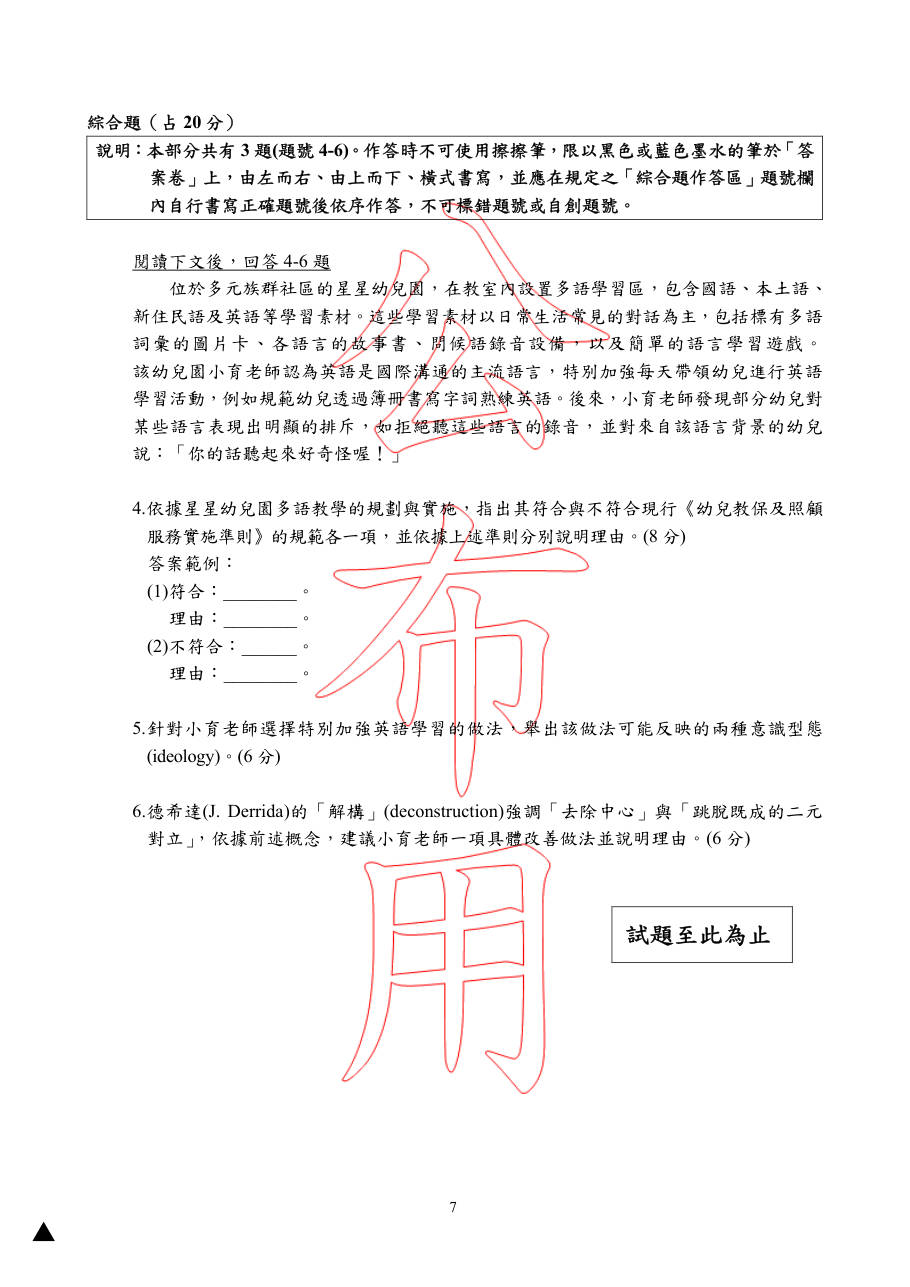 綜合題（占 20 分）
說明：本部分共有 3 題(題號 4-6)。作答時不可使用擦擦筆，限以黑色或藍色墨水的筆於「答
案卷」上，由左而右、由上而下、橫式書寫，並應在規定之「綜合題作答區」題號欄
內自行書寫正確題號後依序作答，不可標錯題號或自創題號。
閱讀下文後，回答 4-6 題
位於多元族群社區的星星幼兒園，在教室內設置多語學習區，包含國語、本土語、
新住民語及英語等學習素材。這些學習素材以日常生活常見的對話為主，包括標有多語
詞彙的圖片卡、各語言的故事書、問候語錄音設備，以及簡單的語言學習遊戲。
該幼兒園小育老師認為英語是國際溝通的主流語言，特別加強每天帶領幼兒進行英語
學習活動，例如規範幼兒透過簿冊書寫字詞熟練英語。後來，小育老師發現部分幼兒對
某些語言表現出明顯的排斥，如拒絕聽這些語言的錄音，並對來自該語言背景的幼兒
說：「你的話聽起來好奇怪喔！」
4.依據星星幼兒園多語教學的規劃與實施，指出其符合與不符合現行《幼兒教保及照顧
服務實施準則》的規範各一項，並依據上述準則分別說明理由。(8 分)
答案範例：
(1)符合：________。
理由：________。
(2)不符合：______。
理由：________。
5.針對小育老師選擇特別加強英語學習的做法，舉出該做法可能反映的兩種意識型態
(ideology)。(6 分)
6.德希達(J. Derrida)的「解構」(deconstruction)強調「去除中心」與「跳脫既成的二元
對立」，依據前述概念，建議小育老師一項具體改善做法並說明理由。(6 分)
試題至此為止
公布用
7